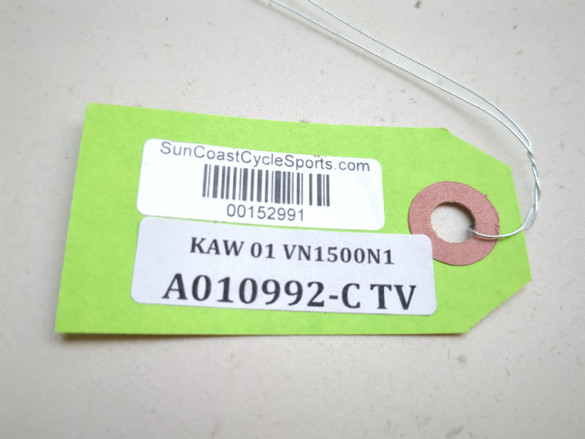 SunCoastCycleSports.com
00152991
KAW 01 VN1500N1
A010992-C TV